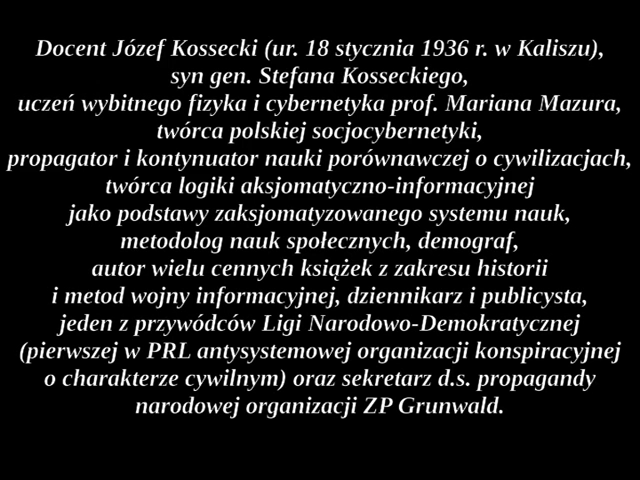 Docent Józef Kossecki (ur. 18 stycznia 1936 r. w Kaliszu),
syn gen. Stefana Kosseckiego,
uczeń wybitnego fizyka i cybernetyka prof. Mariana Mazura,
twórca polskiej socjocybernetyki,
propagator i kontynuator nauki porównawczej o cywilizacjach,
twórca logiki aksjomatyczno-informacyjnej
jako podstawy zaksjomatyzowanego systemu nauk,
metodolog nauk społecznych, demograf,
autor wielu cennych książek z zakresu historii
i metod wojny informacyjnej, dziennikarz i publicysta,
jeden z przywódców Ligi Narodowo-Demokratycznej
(pierwszej w PRL antysystemowej organizacji konspiracyjnej
o charakterze cywilnym) oraz sekretarz d.s. propagandy
narodowej organizacji ZP Grunwald.